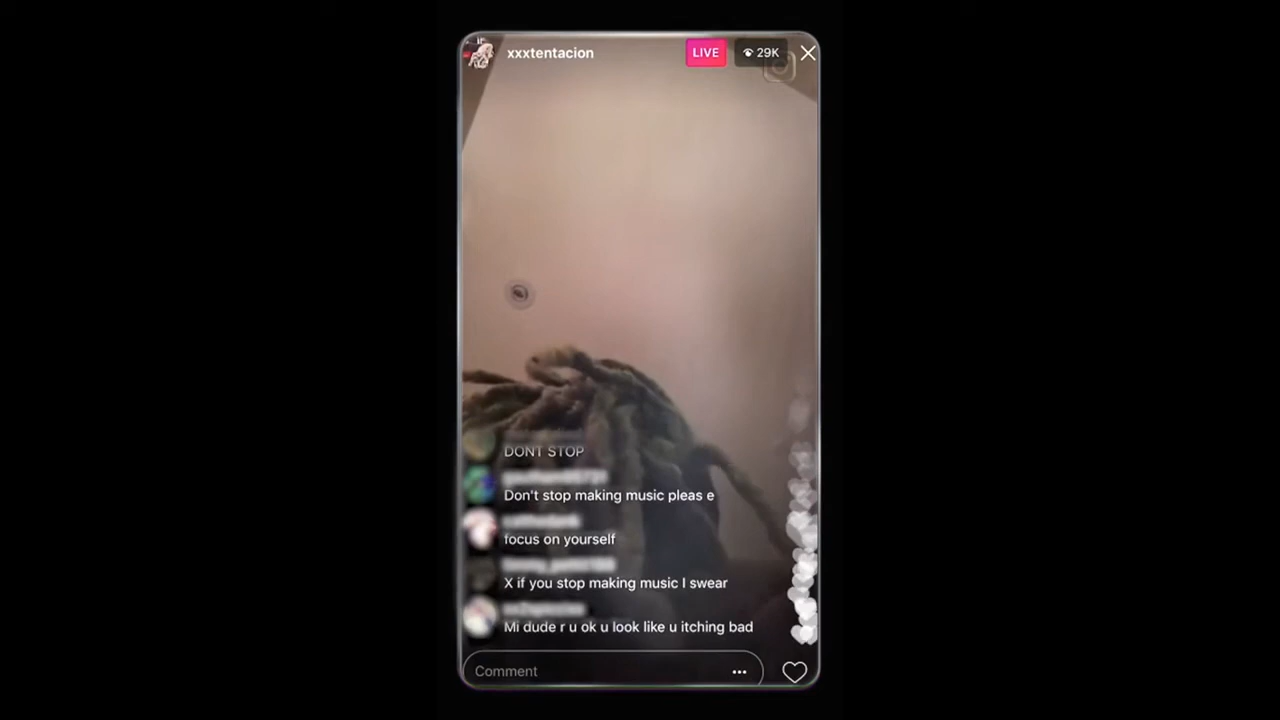 xxxtentacion
LIVE
29K
DONT STOP
Don't stop making music pleas e
focus on yourself
X if you stop making music I swear
Mi dude r u ok u look like u itching bad
Comment